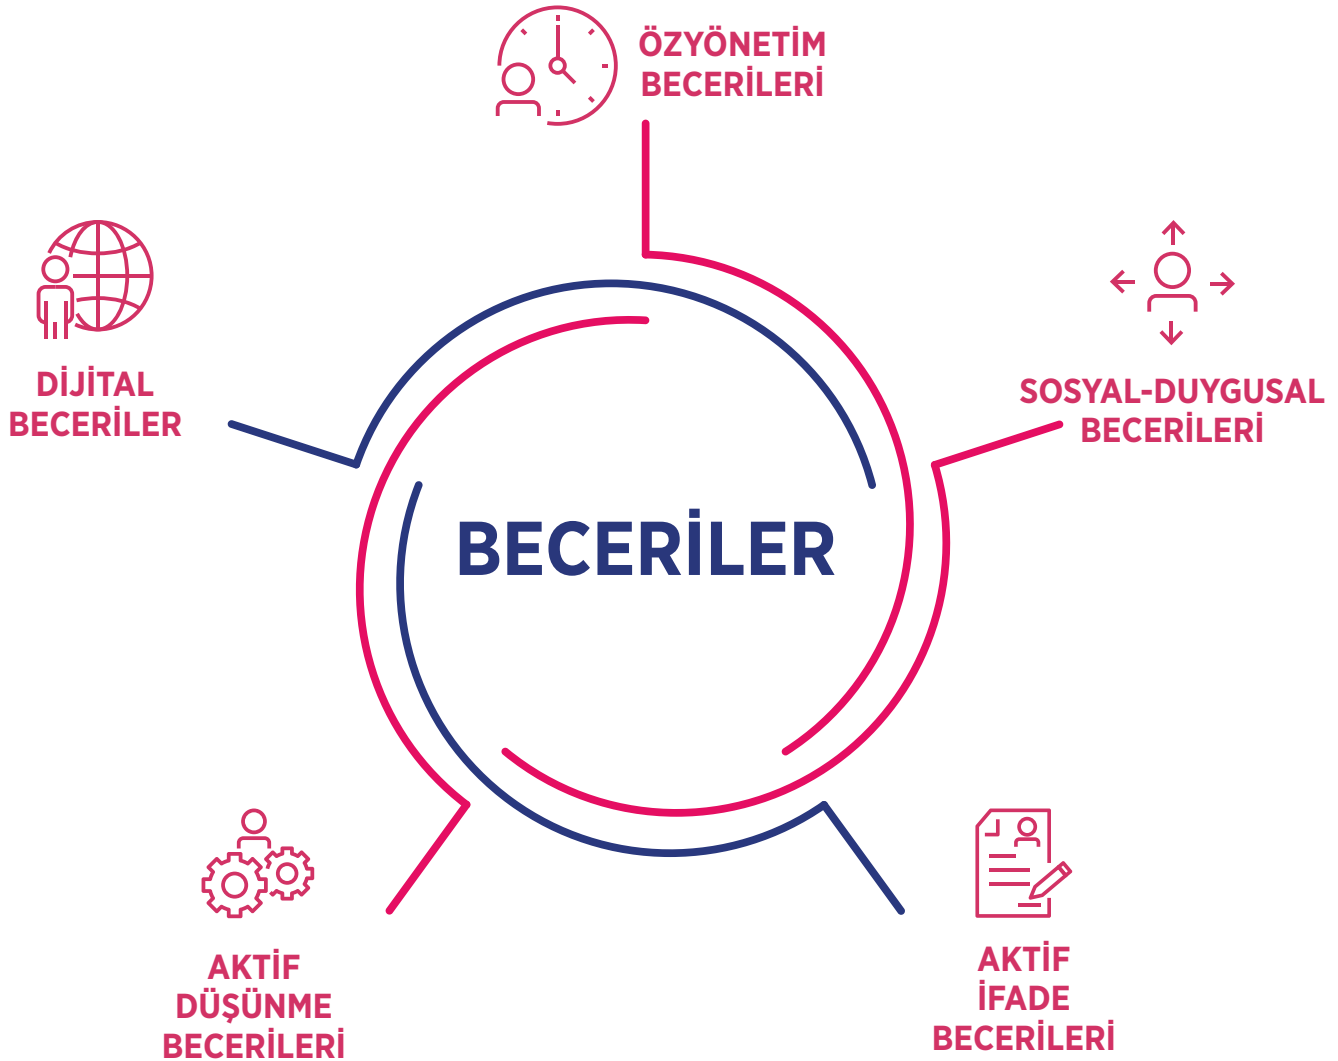 ÖZYÖNETİM
BECERİLERİ
DİJİTAL
BECERİLER
SOSYAL-DUYGUSAL
BECERİLERİ
BECERİLER
AKTİF
DÜŞÜNME
BECERİLERİ
AKTİF
İFADE
BECERİLERİ